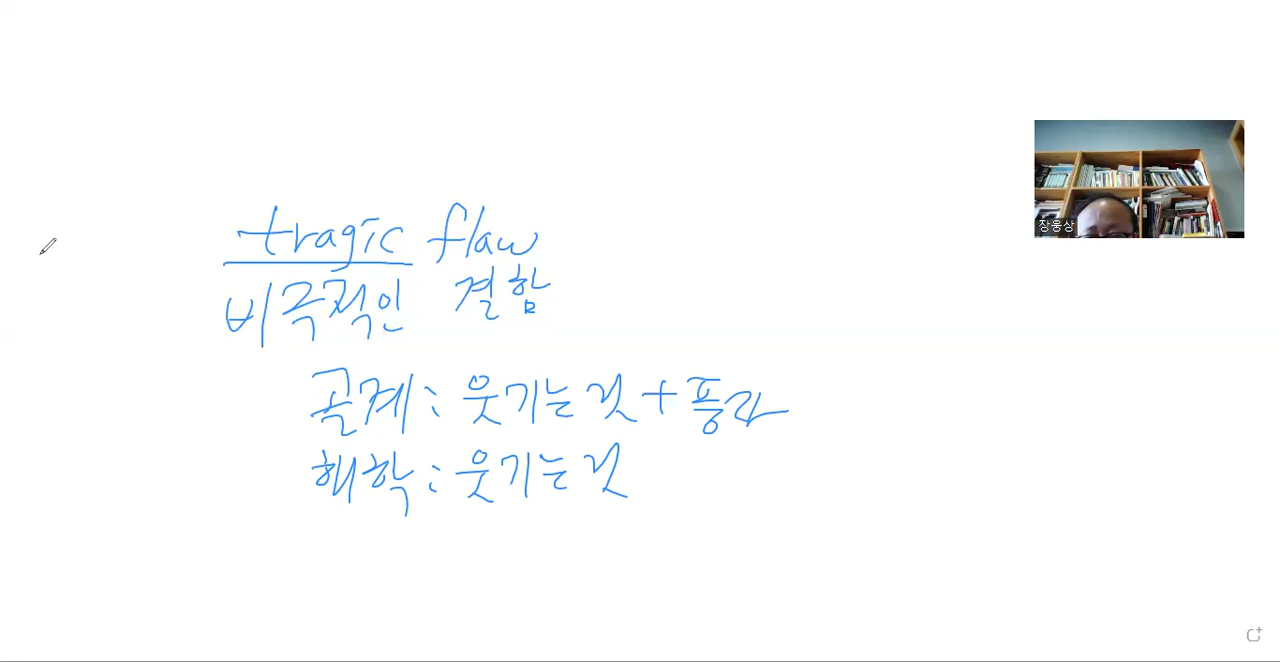 tragic flaw
비극적인 결함
골계 : 웃기는 것 + 풍자
해학 : 웃기는 것
장웅상